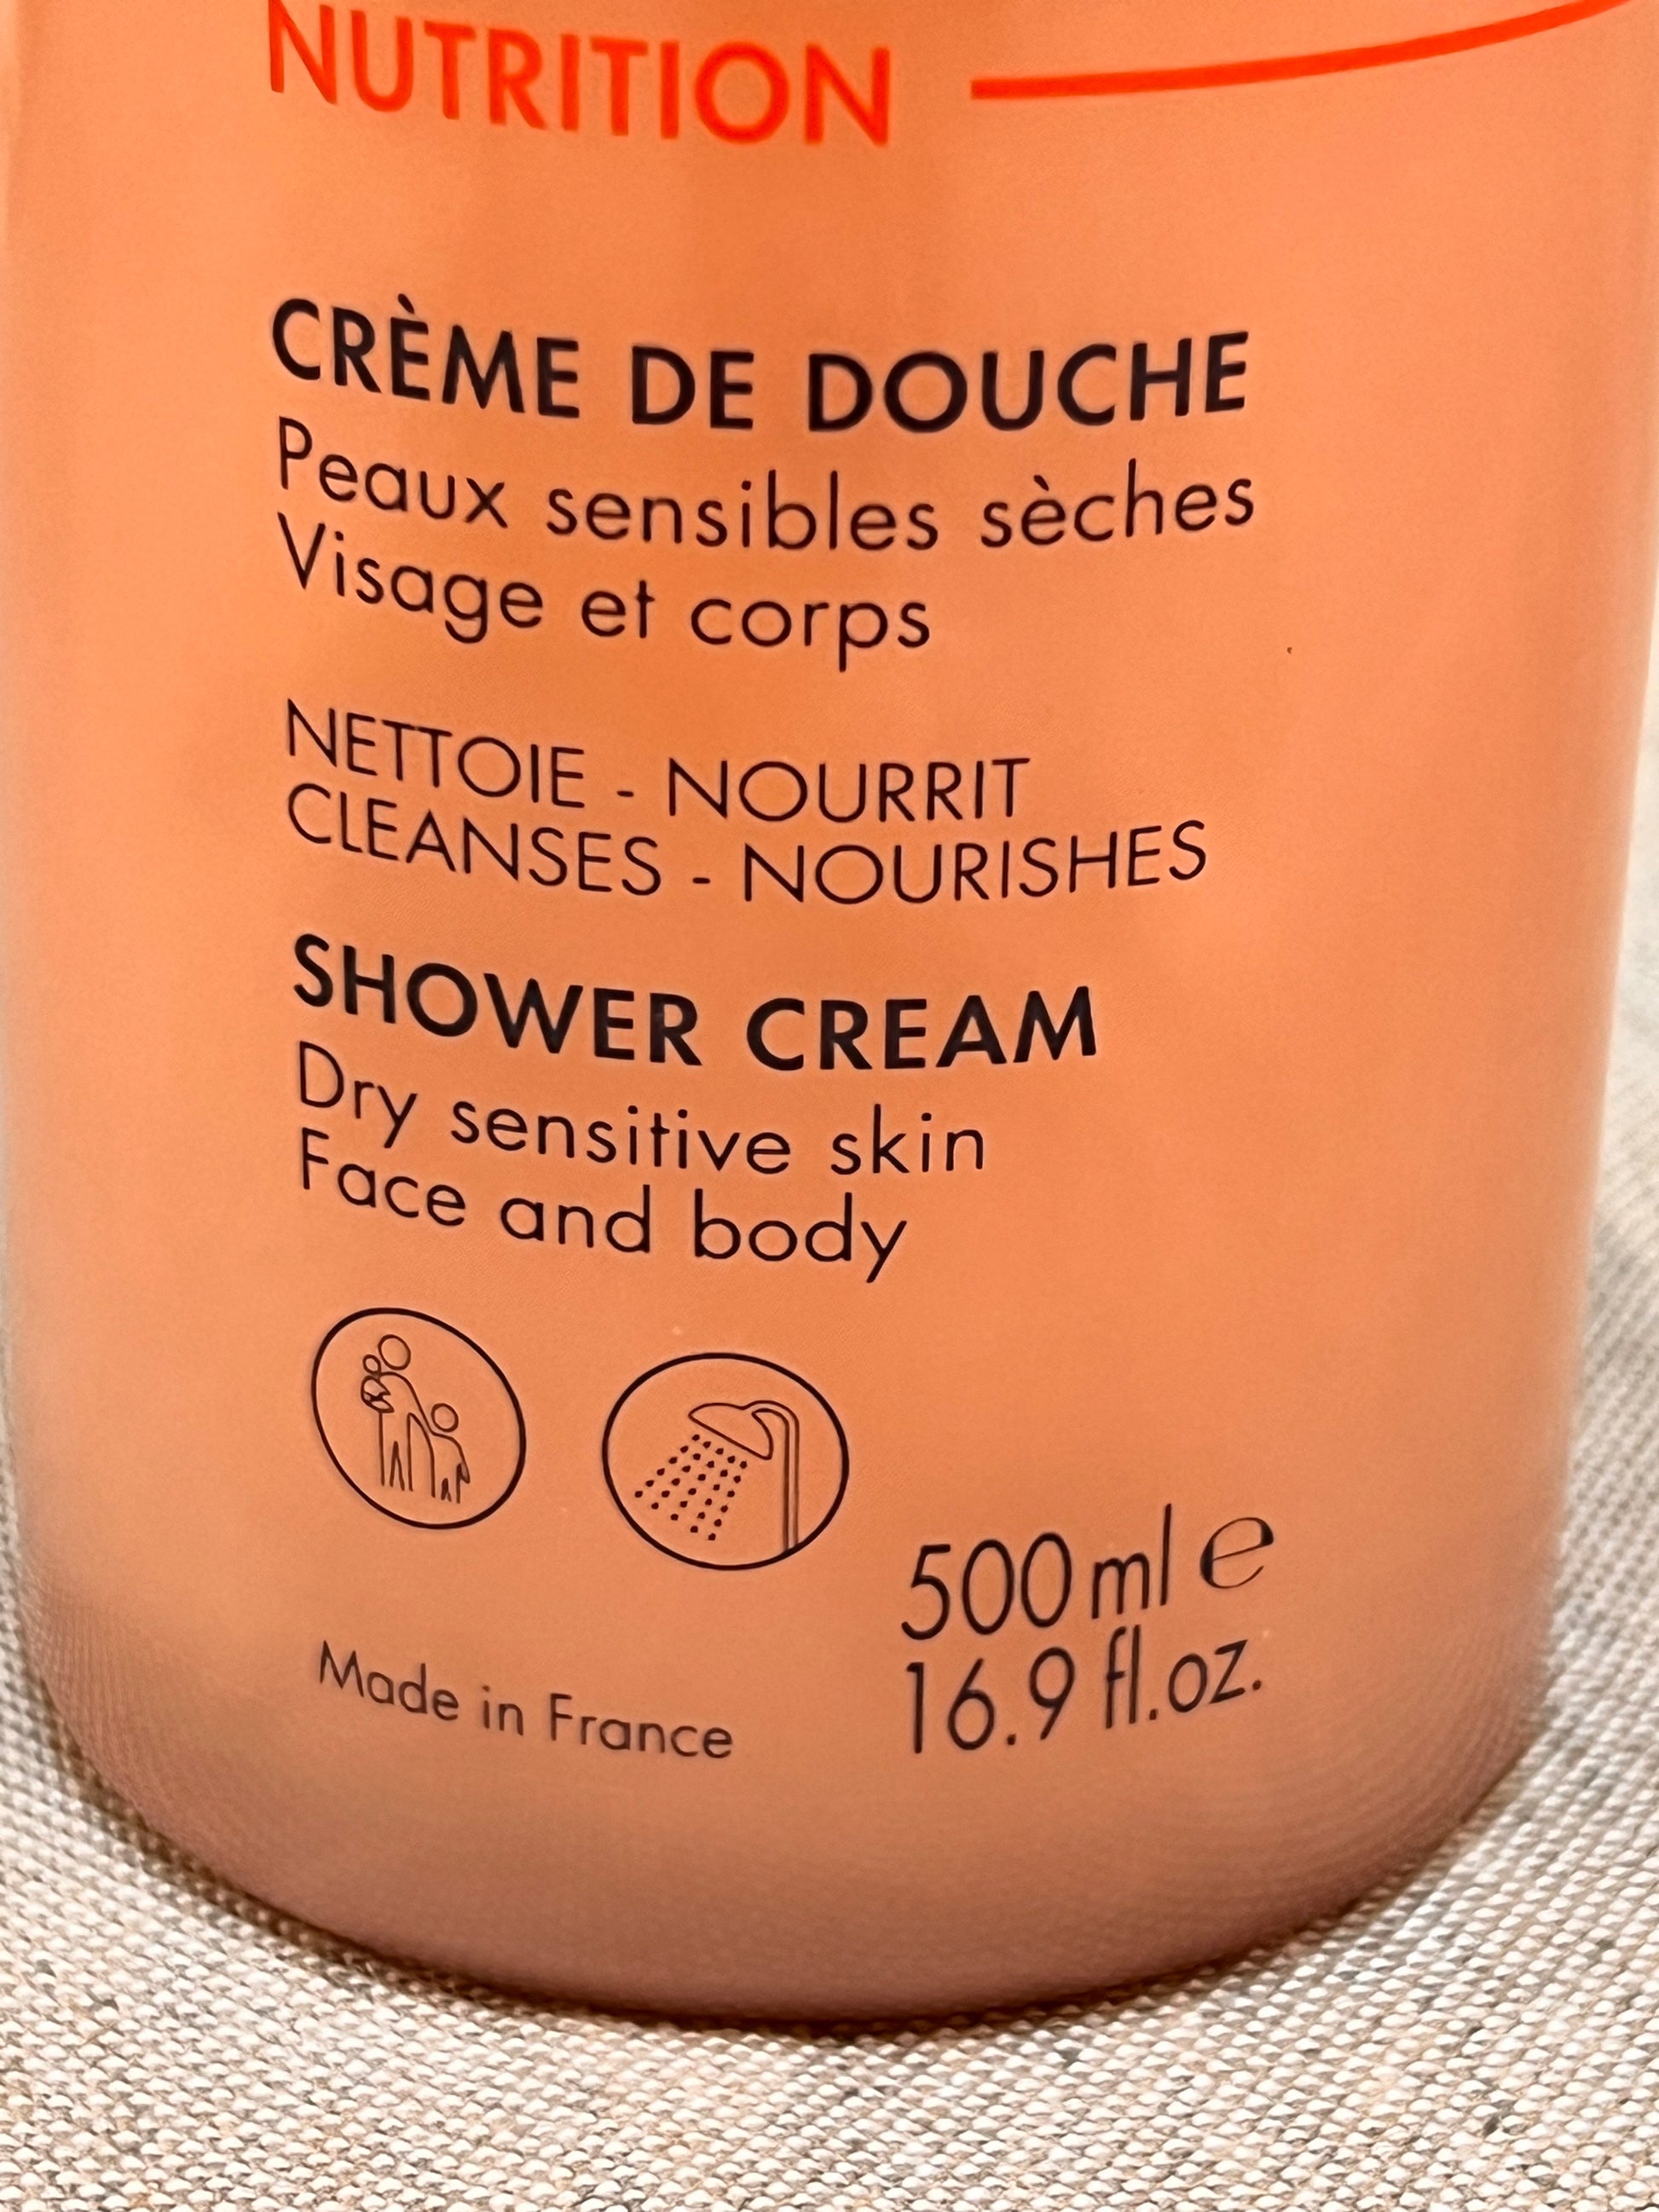 NUTRITION
CRÈME DE DOUCHE
Peaux sensibles sèches
Visage et corps
NETTOIE - NOURRIT
CLEANSES - NOURISHES
SHOWER CREAM
Dry sensitive skin
Face and body
500 ml ℮
16.9 fl.oz.
Made in France